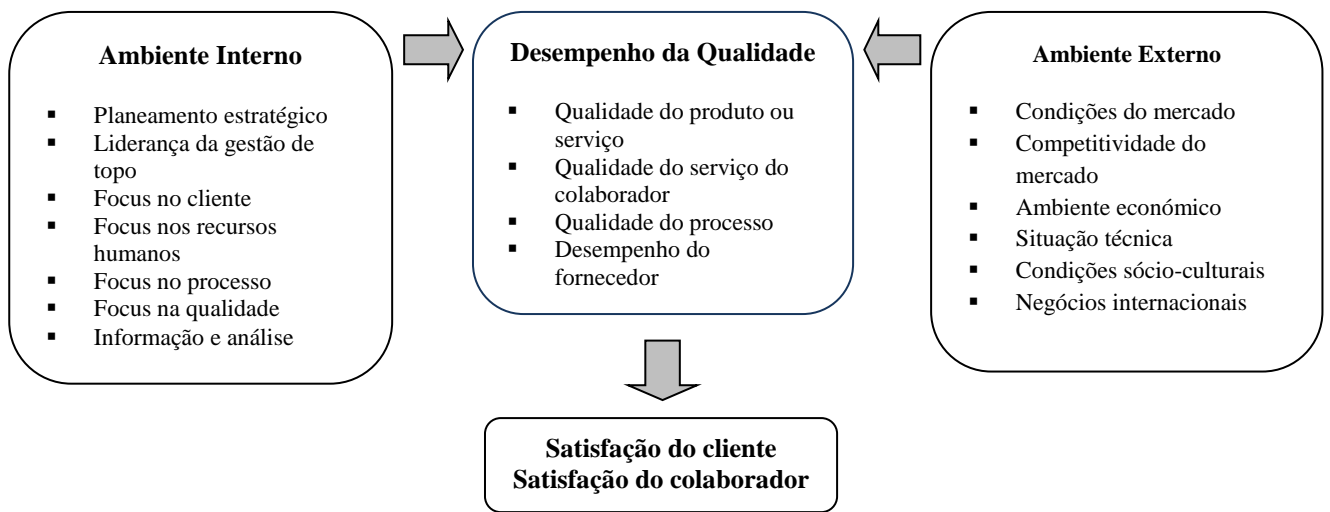 Ambiente Interno
▪ Planeamento estratégico
▪ Liderança da gestão de
topo
▪ Focus no cliente
▪ Focus nos recursos
humanos
▪ Focus no processo
▪ Focus na qualidade
▪ Informação e análise
Desempenho da Qualidade
▪ Qualidade do produto ou
serviço
▪ Qualidade do serviço do
colaborador
▪ Qualidade do processo
▪ Desempenho do
fornecedor
Ambiente Externo
▪ Condições do mercado
▪ Competitividade do
mercado
▪ Ambiente económico
▪ Situação técnica
▪ Condições sócio-culturais
▪ Negócios internacionais
Satisfação do cliente
Satisfação do colaborador